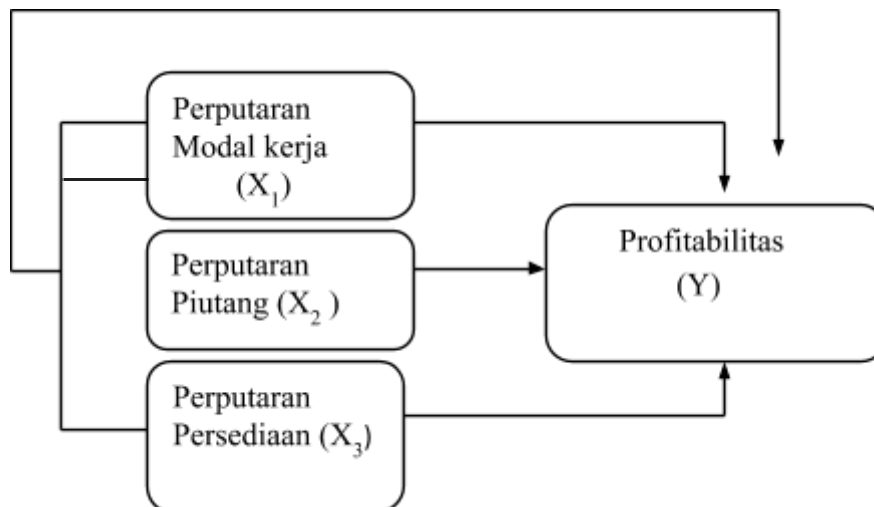 Perputaran
Modal kerja
(X₁)
Perputaran
Piutang (X₂ )
Perputaran
Persediaan (X₃)
Profitabilitas
(Y)